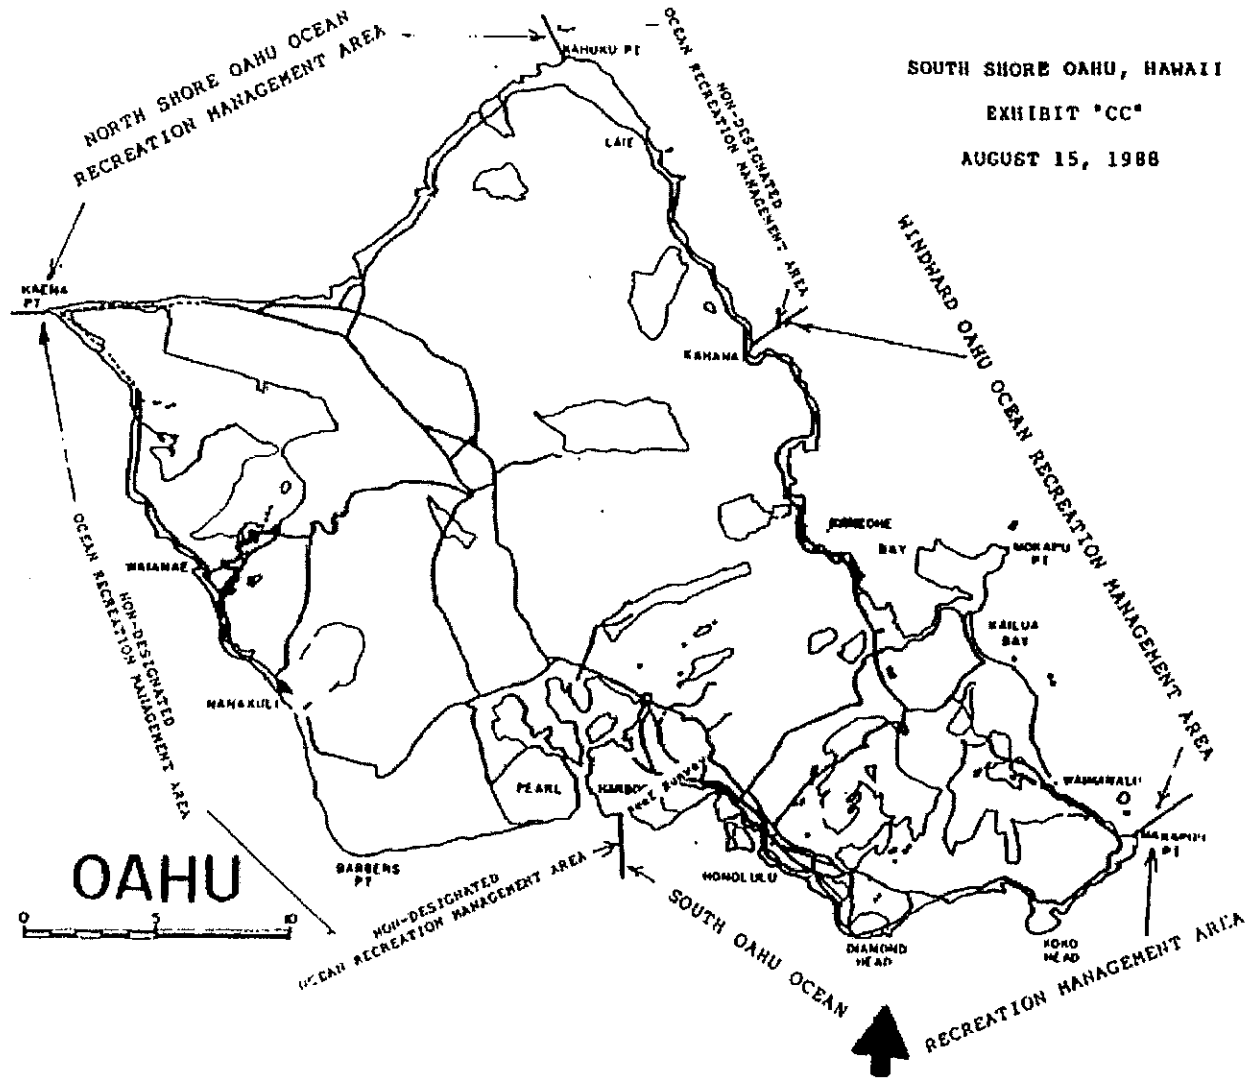 NORTH SHORE OAHU OCEAN
RECREATION MANAGEMENT AREA
KAHUKU PT
NON-DESIGNATED
OCEAN RECREATION MANAGEMENT AREA
SOUTH SHORE OAHU, HAWAII
EXHIBIT "CC"
AUGUST 15, 1988
LAIE
WINDWARD OAHU OCEAN RECREATION MANAGEMENT AREA
KAENA
PT
KAHANA
KANEOHE
BAY
MOKAPU
PT
KAILUA
BAY
WAIANAE
NON-DESIGNATED
OCEAN RECREATION MANAGEMENT AREA
NANAKULI
WAIMANALO
PEARL
HARBOR
MAKAPUU
PT
BARBERS
PT
HONOLULU
DIAMOND
HEAD
KOKO
HEAD
OAHU
0 5 10
NON-DESIGNATED
OCEAN RECREATION MANAGEMENT AREA
SOUTH OAHU OCEAN
RECREATION MANAGEMENT AREA